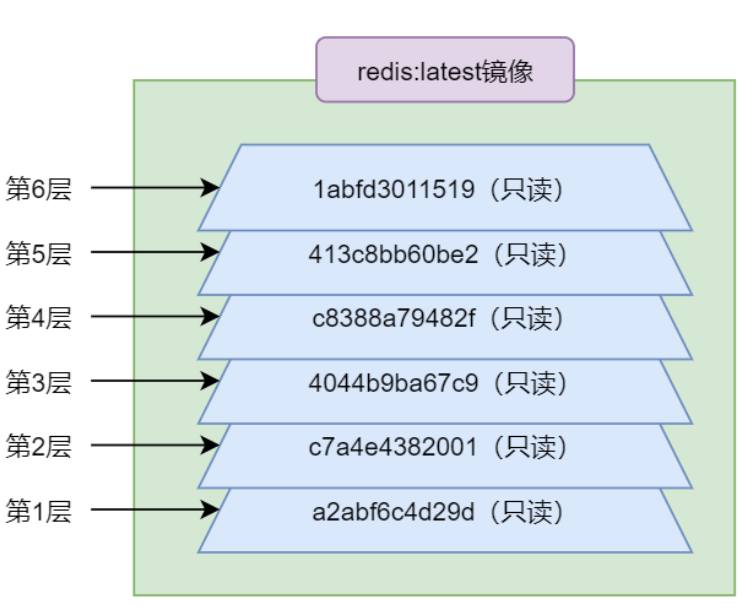 redis:latest镜像
第6层 1abfd3011519（只读）
第5层 413c8bb60be2（只读）
第4层 c8388a79482f（只读）
第3层 4044b9ba67c9（只读）
第2层 c7a4e4382001（只读）
第1层 a2abf6c4d29d（只读）